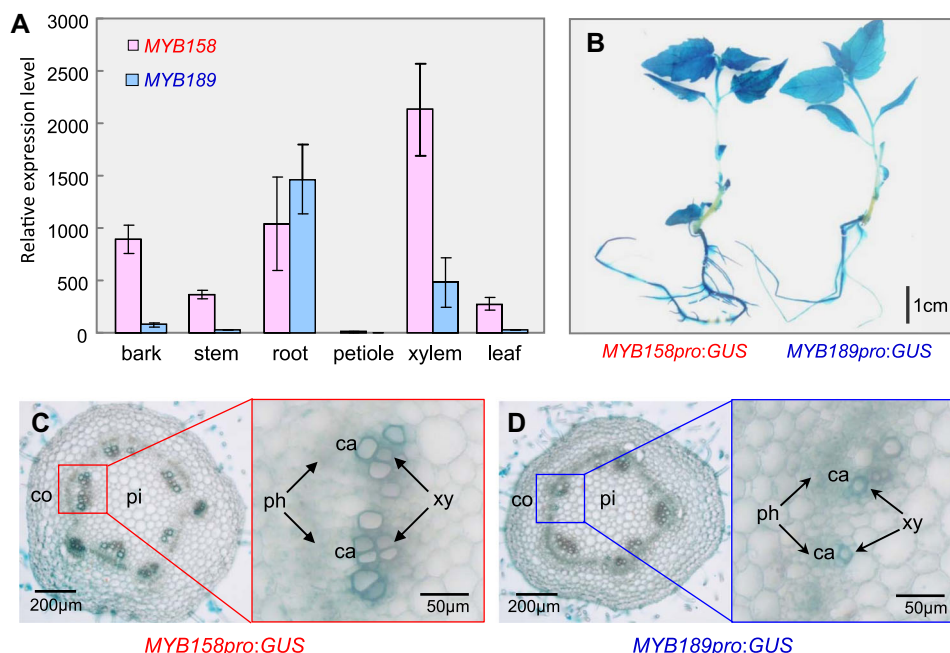 A
Relative expression level
3000
2500
2000
1500
1000
500
0
MYB158
MYB189
bark stem root petiole xylem leaf
B
1cm
MYB158pro:GUS MYB189pro:GUS
C
co
pi
200µm
ca
ph
xy
ca
50µm
MYB158pro:GUS
D
co
pi
200µm
ca
ph
xy
ca
50µm
MYB189pro:GUS